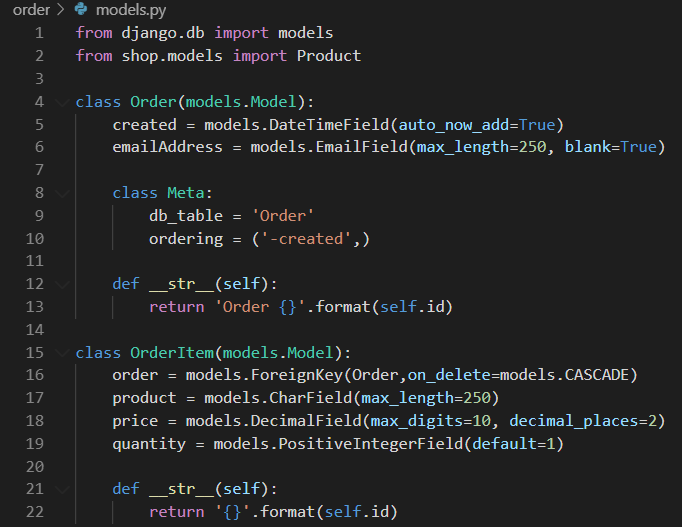 order > models.py
1 from django.db import models
2 from shop.models import Product
3
4 class Order(models.Model):
5     created = models.DateTimeField(auto_now_add=True)
6     emailAddress = models.EmailField(max_length=250, blank=True)
7
8     class Meta:
9         db_table = 'Order'
10         ordering = ('-created',)
11
12     def __str__(self):
13         return 'Order {}'.format(self.id)
14
15 class OrderItem(models.Model):
16     order = models.ForeignKey(Order,on_delete=models.CASCADE)
17     product = models.CharField(max_length=250)
18     price = models.DecimalField(max_digits=10, decimal_places=2)
19     quantity = models.PositiveIntegerField(default=1)
20
21     def __str__(self):
22         return '{}'.format(self.id)